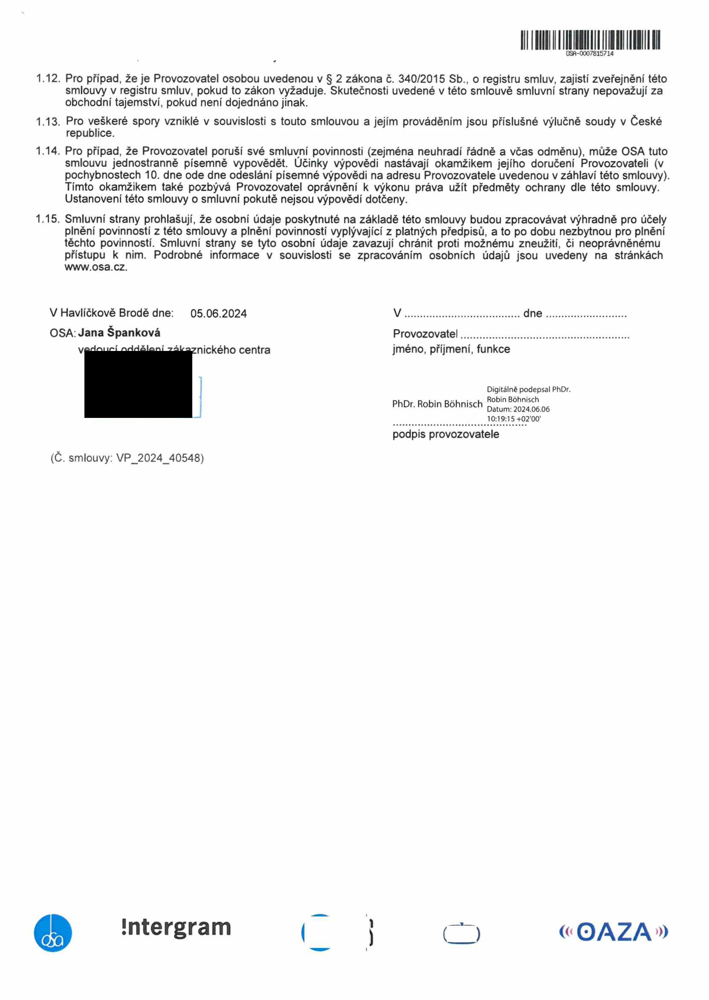 OSA-0007815714
1.12. Pro případ, že je Provozovatel osobou uvedenou v § 2 zákona č. 340/2015 Sb., o registru smluv, zajistí zveřejnění této
smlouvy v registru smluv, pokud to zákon vyžaduje. Skutečnosti uvedené v této smlouvě smluvní strany nepovažují za
obchodní tajemství, pokud není dojednáno jinak.
1.13. Pro veškeré spory vzniklé v souvislosti s touto smlouvou a jejím prováděním jsou příslušné výlučně soudy v České
republice.
1.14. Pro případ, že Provozovatel poruší své smluvní povinnosti (zejména neuhradí řádně a včas odměnu), může OSA tuto
smlouvu jednostranně písemně vypovědět. Účinky výpovědi nastávají okamžikem jejího doručení Provozovateli (v
pochybnostech 10. dne ode dne odeslání písemné výpovědi na adresu Provozovatele uvedenou v záhlaví této smlouvy).
Tímto okamžikem také pozbývá Provozovatel oprávnění k výkonu práva užít předměty ochrany dle této smlouvy.
Ustanovení této smlouvy o smluvní pokutě nejsou výpovědí dotčeny.
1.15. Smluvní strany prohlašují, že osobní údaje poskytnuté na základě této smlouvy budou zpracovávat výhradně pro účely
plnění povinností z této smlouvy a plnění povinností vyplývající z platných předpisů, a to po dobu nezbytnou pro plnění
těchto povinností. Smluvní strany se tyto osobní údaje zavazují chránit proti možnému zneužití, či neoprávněnému
přístupu k nim. Podrobné informace v souvislosti se zpracováním osobních údajů jsou uvedeny na stránkách
www.osa.cz.
V Havlíčkově Brodě dne: 05.06.2024
OSA: Jana Španková
vedoucí oddělení zákaznického centra
V ..................................... dne ..........................
Provozovatel ......................................................
jméno, příjmení, funkce
PhDr. Robin Böhnisch
Digitálně podepsal PhDr.
Robin Böhnisch
Datum: 2024.06.06
10:19:15 +02'00'
...........................................
podpis provozovatele
(Č. smlouvy: VP_2024_40548)
osa
!ntergram
OAZA